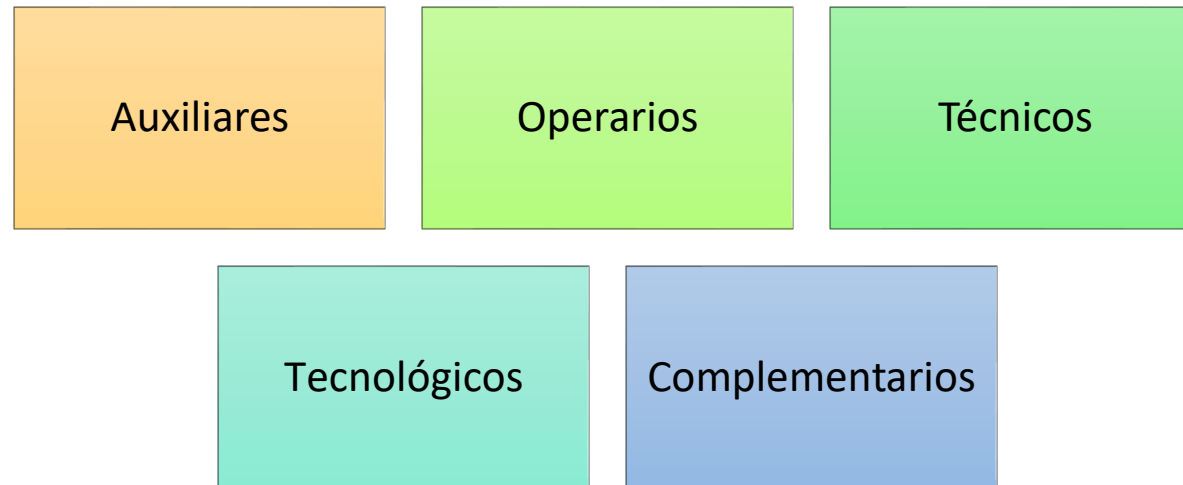 Auxiliares
Operarios
Técnicos
Tecnológicos
Complementarios